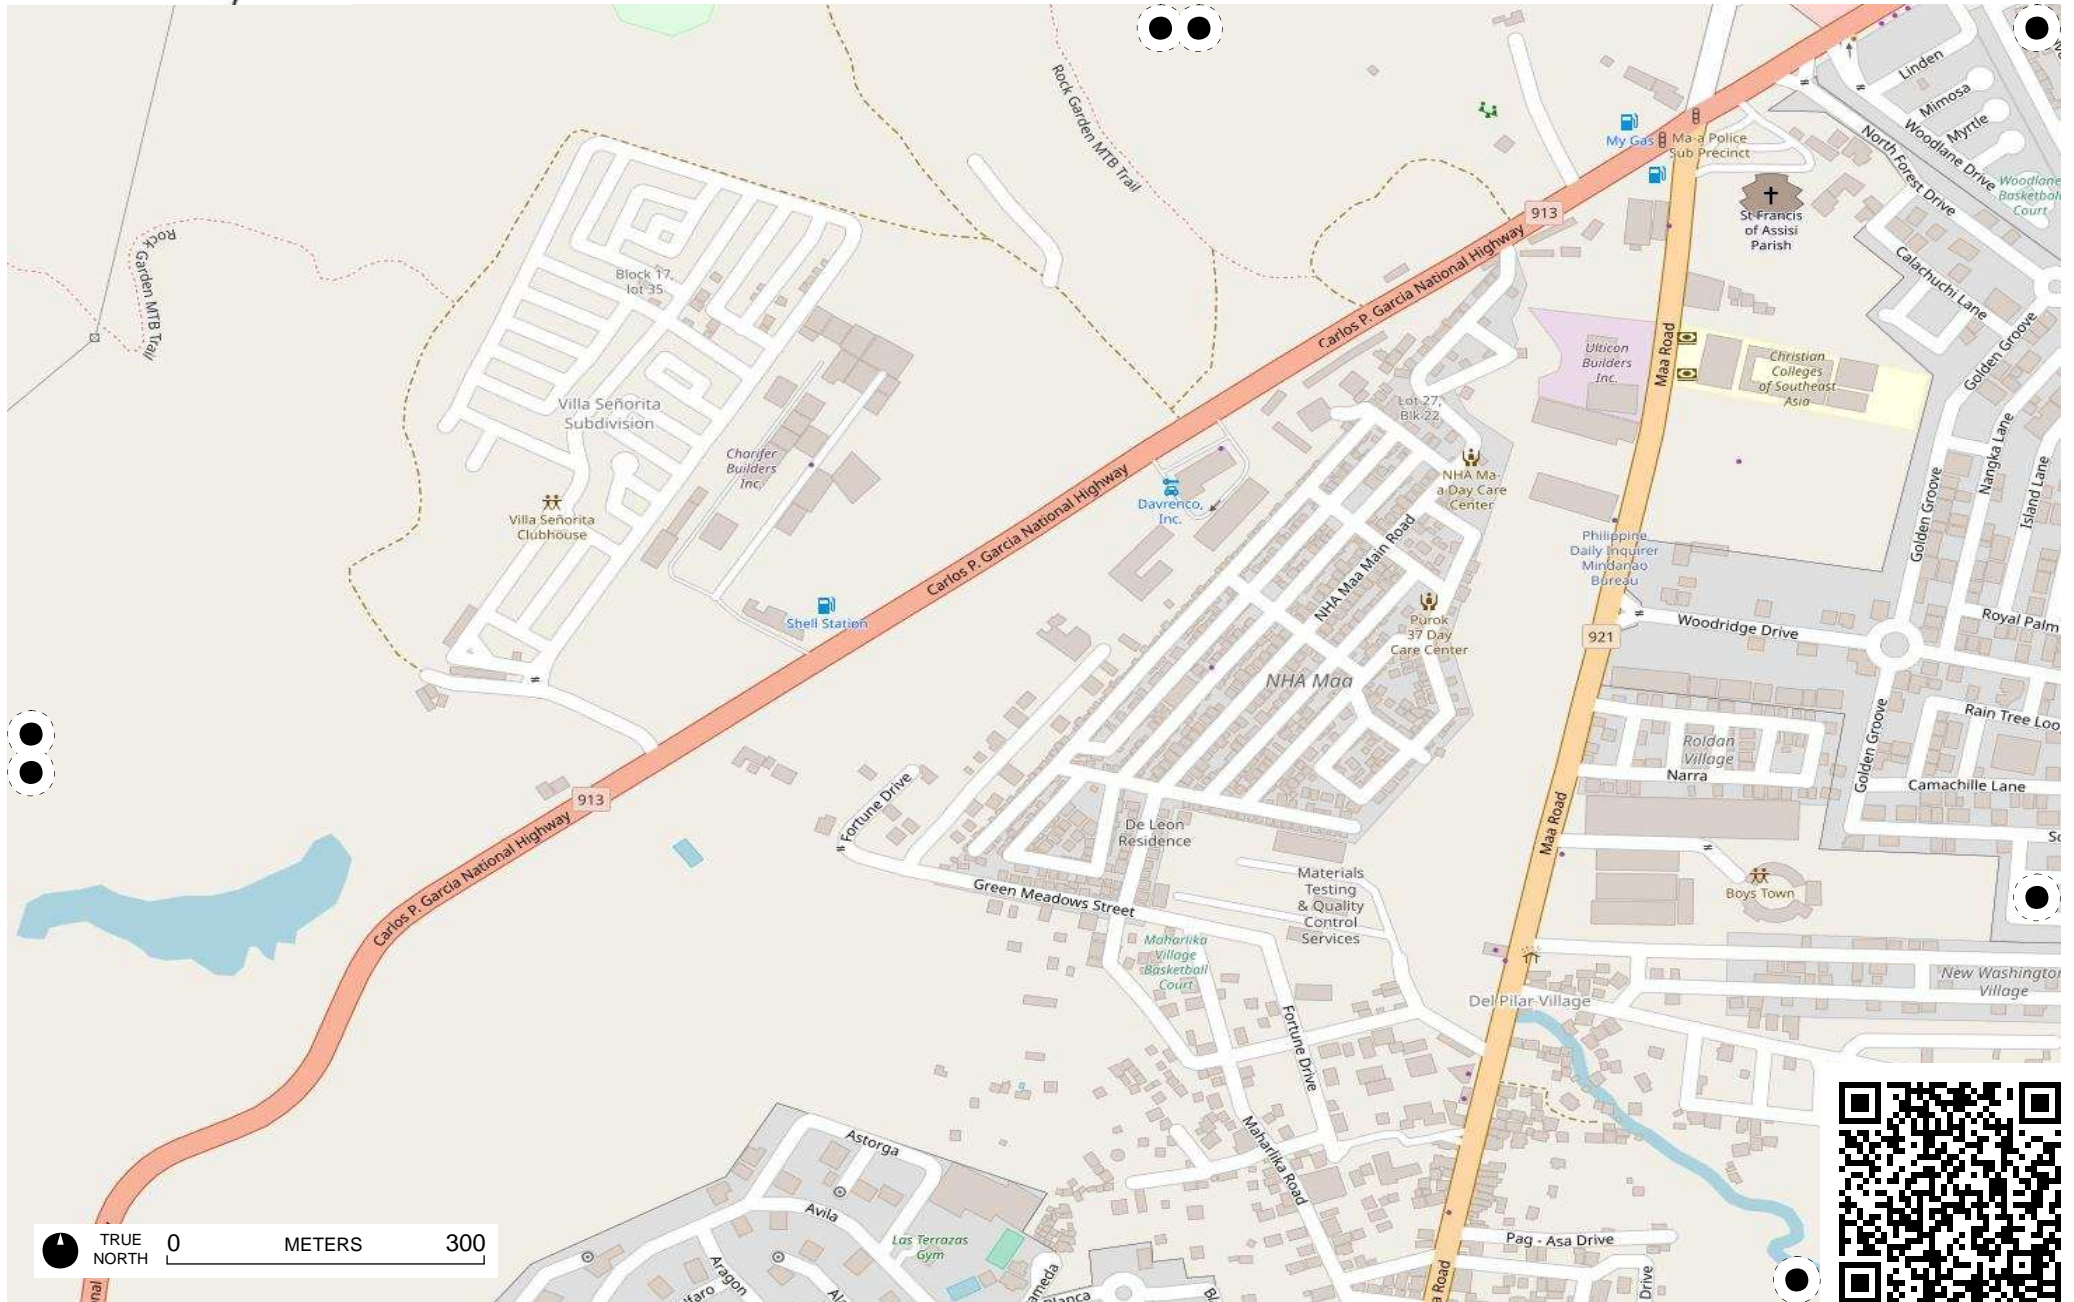 Linden
Mimosa
Myrtle
Woodlane Drive
North Forest Drive
Woodlane
Basketball
Court
Rock Garden MTB Trail
My Gas
Ma-a Police
Sub Precinct
St Francis
of Assisi
Parish
913
Carlos P. Garcia National Highway
Calachuchi Lane
Golden Groove
Rock Garden MTB Trail
Block 17,
lot 35
Carlos P. Garcia National Highway
Ulticon
Builders
Inc.
Maa Road
Christian
Colleges
of Southeast
Asia
Villa Señorita
Subdivision
Lot 27,
Blk 22
Nangka Lane
Island Lane
Golden Groove
Charifer
Builders
Inc,
NHA Ma-
a Day Care
Center
Davrenco,
Inc.
Villa Señorita
Clubhouse
Carlos P. Garcia National Highway
NHA Maa Main Road
Philippine
Daily Inquirer
Mindanao
Bureau
Shell Station
Purok
37 Day
Care Center
921
Woodridge Drive
Royal Palm
NHA Maa
Rain Tree Loo
Roldan
Village
Narra
Golden Groove
Camachille Lane
913
Fortune Drive
Maa Road
De Leon
Residence
Carlos P. Garcia National Highway
Green Meadows Street
Materials
Testing
& Quality
Control
Services
Boys Town
Maharlika
Village
Basketball
Court
New Washington
Village
Del Pilar Village
Fortune Drive
Maharlika Road
Astorga
Avila
Las Terrazas
Gym
Aragon
Pag - Asa Drive
Drive
TRUE
NORTH
0 METERS 300